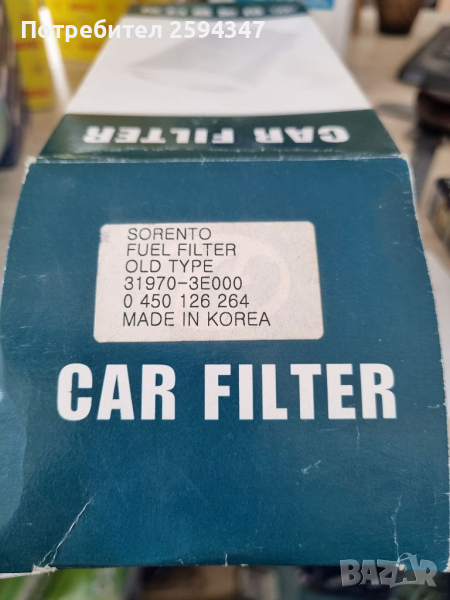 Потребител 2594347
CAR FILTER
SORENTO
FUEL FILTER
OLD TYPE
31970-3E000
0 450 126 264
MADE IN KOREA
CAR FILTER
BAZAR